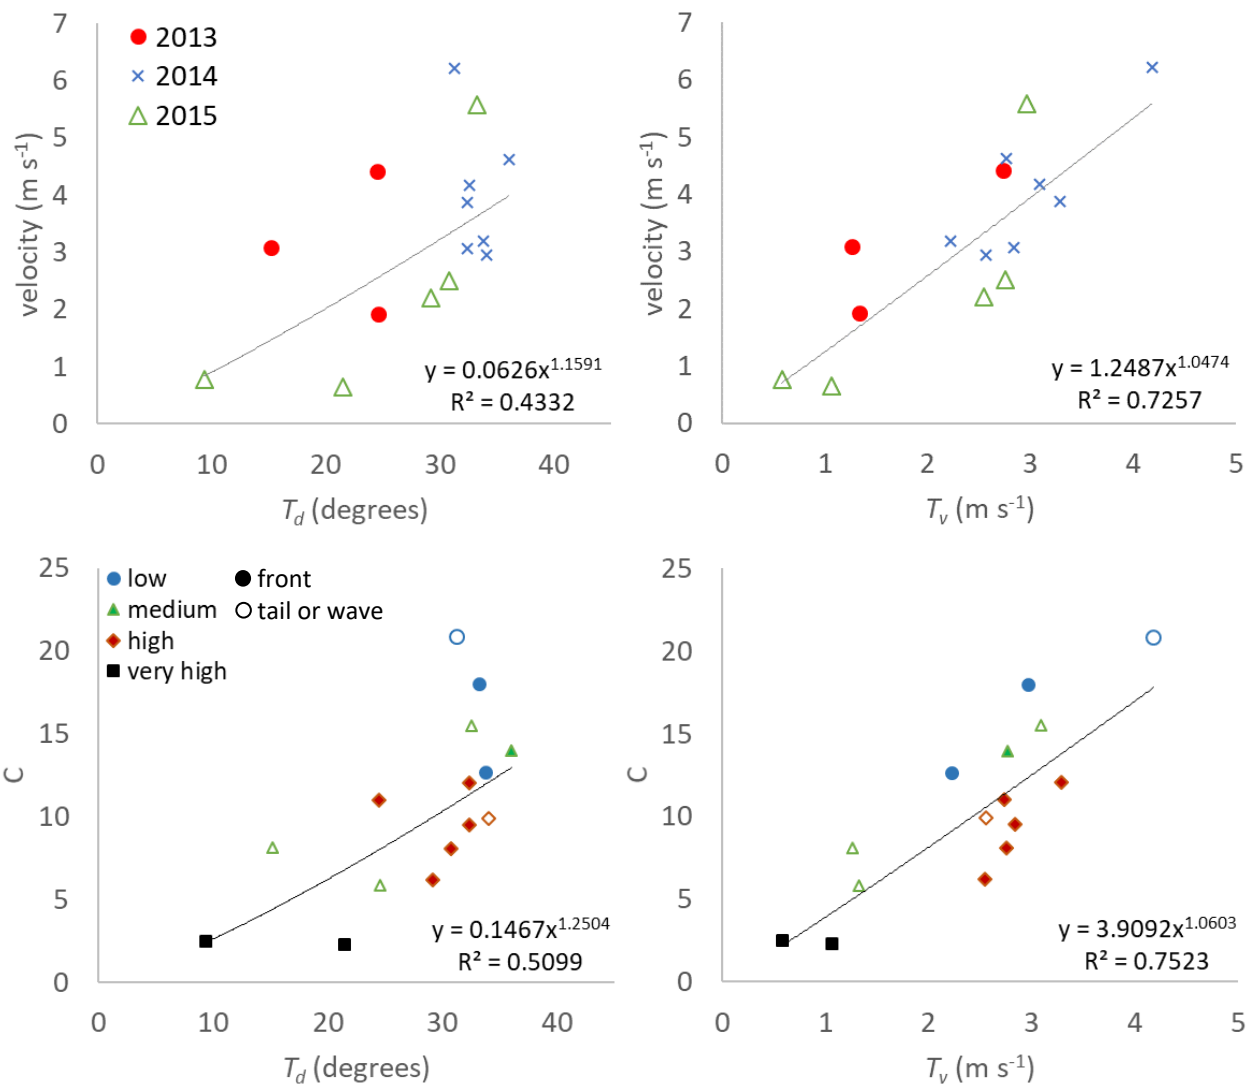 7
6
5
4
3
2
1
0
velocity (m s⁻¹)
2013
2014
2015
y = 0.0626x¹·¹⁵⁹¹
R² = 0.4332
0 10 20 30 40
T_d (degrees)
7
6
5
4
3
2
1
0
velocity (m s⁻¹)
y = 1.2487x¹·⁰⁴⁷⁴
R² = 0.7257
0 1 2 3 4 5
T_v (m s⁻¹)
25
20
15
10
5
0
C
low front
medium tail or wave
high
very high
y = 0.1467x¹·²⁵⁰⁴
R² = 0.5099
0 10 20 30 40
T_d (degrees)
25
20
15
10
5
0
C
y = 3.9092x¹·⁰⁶⁰³
R² = 0.7523
0 1 2 3 4 5
T_v (m s⁻¹)